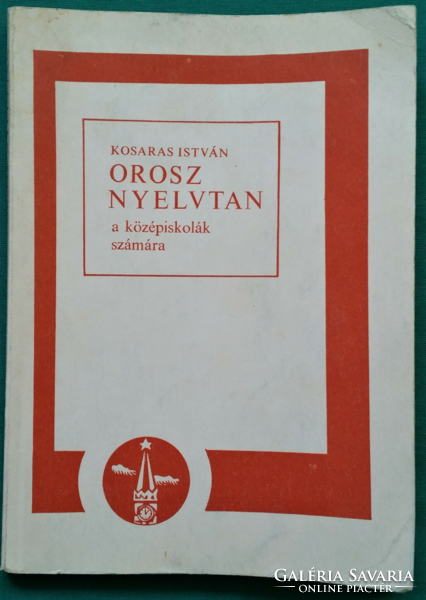 KOSARAS ISTVÁN
OROSZ
NYELVTAN
a középiskolák
számára
GALÉRIA SAVARIA
ONLINE PIACTÉR